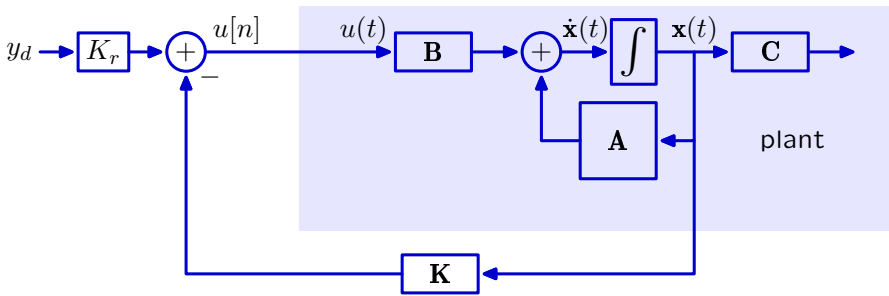 y_d K_r + u[n] u(t) B + ẋ(t) ∫ x(t) C
−
A plant
K